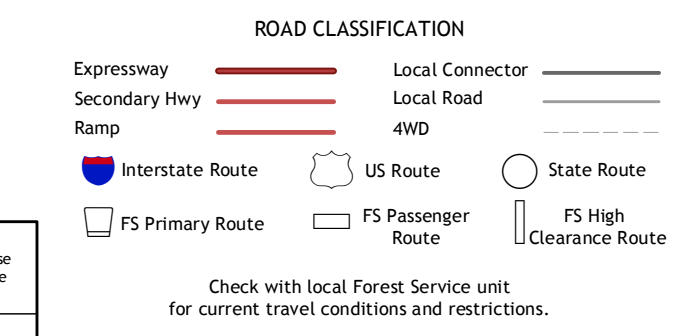 ROAD CLASSIFICATION
Expressway
Secondary Hwy
Ramp
Local Connector
Local Road
4WD
Interstate Route
US Route
State Route
FS Primary Route
FS Passenger
Route
FS High
Clearance Route
Check with local Forest Service unit
for current travel conditions and restrictions.